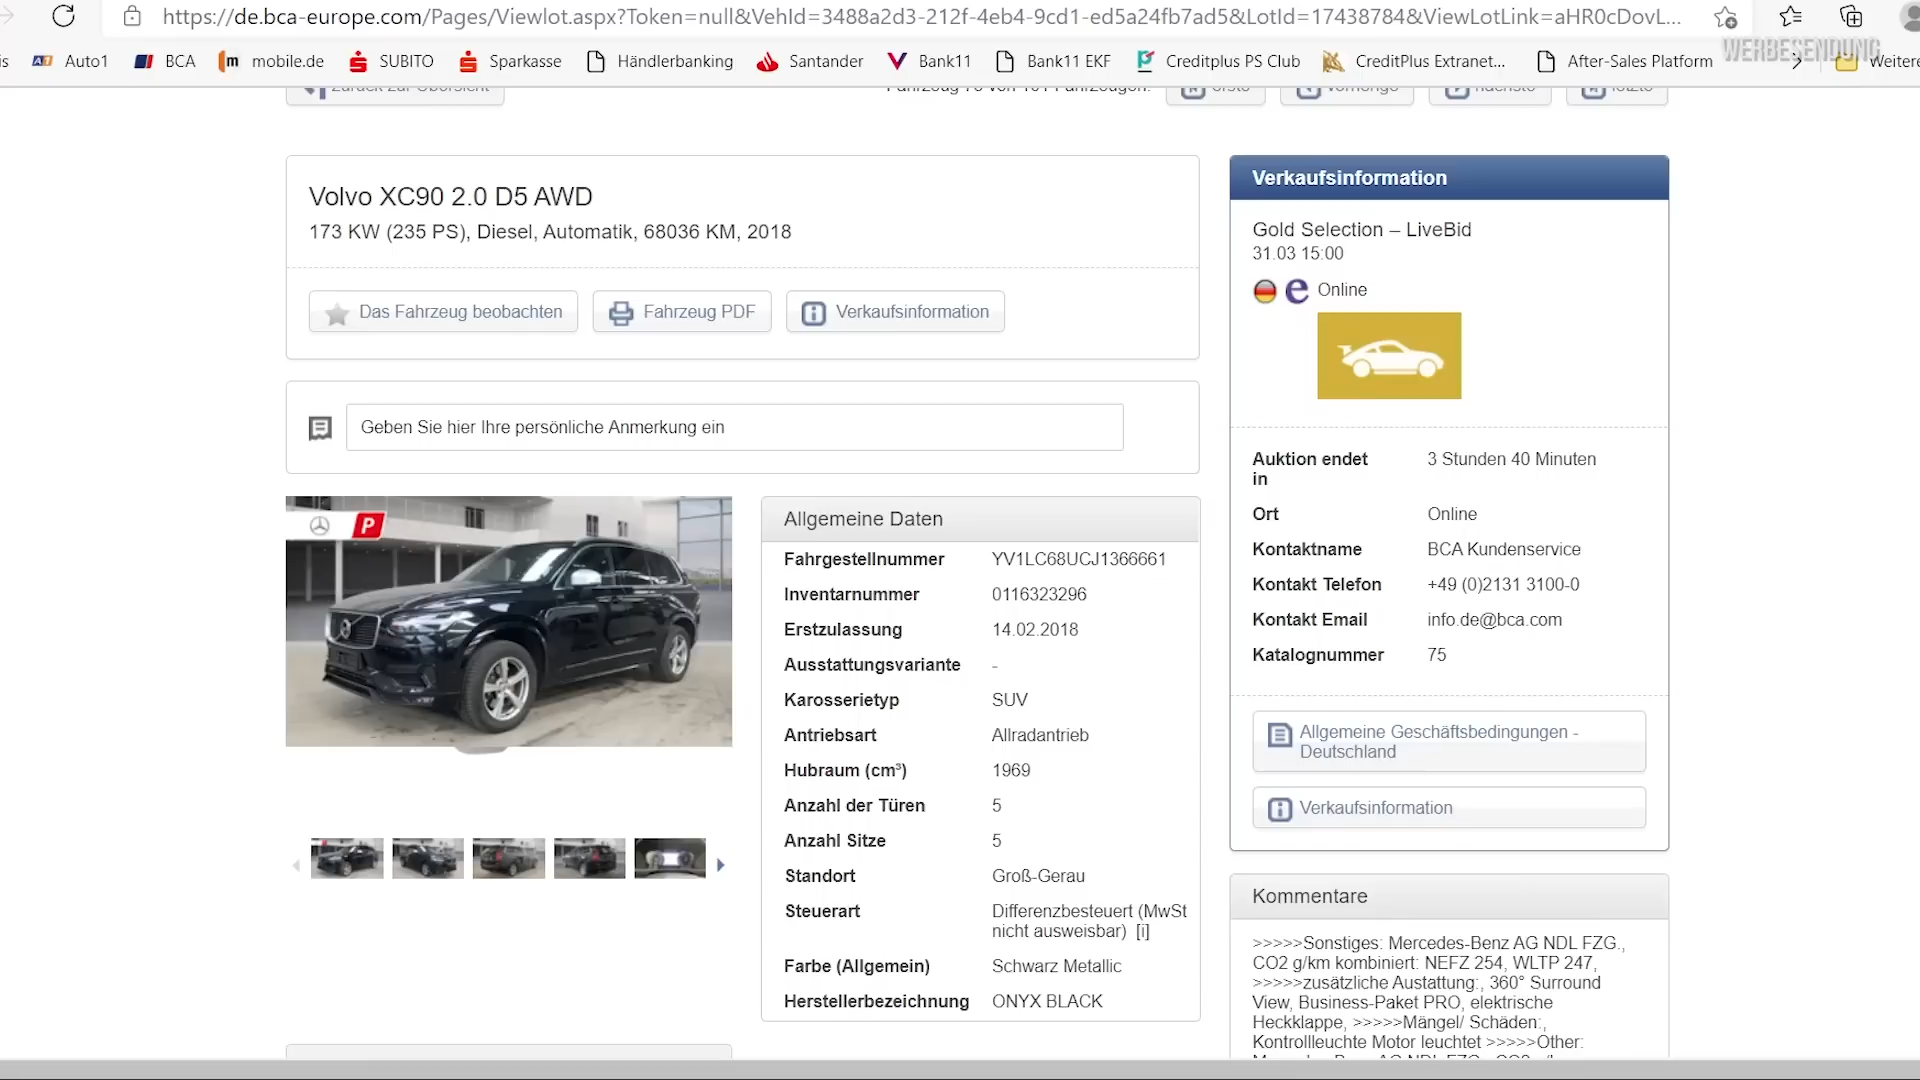 https://de.bca-europe.com/Pages/Viewlot.aspx?Token=null&VehId=3488a2d3-212f-4eb4-9cd1-ed5a24fb7ad5&LotId=17438784&ViewLotLink=aHR0cDovL...
WERBESENDUNG
is Auto1 BCA mobile.de SUBITO Sparkasse Händlerbanking Santander Bank11 Bank11 EKF Creditplus PS Club CreditPlus Extranet... After-Sales Platform Weitere
Zurück zur Übersicht
erste vorherige nächste letzte
Volvo XC90 2.0 D5 AWD
173 KW (235 PS), Diesel, Automatik, 68036 KM, 2018
Das Fahrzeug beobachten Fahrzeug PDF Verkaufsinformation
Geben Sie hier Ihre persönliche Anmerkung ein
P
Allgemeine Daten
Fahrgestellnummer YV1LC68UCJ1366661
Inventarnummer 0116323296
Erstzulassung 14.02.2018
Ausstattungsvariante -
Karosserietyp SUV
Antriebsart Allradantrieb
Hubraum (cm³) 1969
Anzahl der Türen 5
Anzahl Sitze 5
Standort Groß-Gerau
Steuerart Differenzbesteuert (MwSt
nicht ausweisbar) [i]
Farbe (Allgemein) Schwarz Metallic
Herstellerbezeichnung ONYX BLACK
Verkaufsinformation
Gold Selection – LiveBid
31.03 15:00
e Online
Auktion endet 3 Stunden 40 Minuten
in
Ort Online
Kontaktname BCA Kundenservice
Kontakt Telefon +49 (0)2131 3100-0
Kontakt Email info.de@bca.com
Katalognummer 75
Allgemeine Geschäftsbedingungen -
Deutschland
Verkaufsinformation
Kommentare
>>>>>Sonstiges: Mercedes-Benz AG NDL FZG.,
CO2 g/km kombiniert: NEFZ 254, WLTP 247,
>>>>>zusätzliche Austattung:, 360° Surround
View, Business-Paket PRO, elektrische
Heckklappe, >>>>>Mängel/ Schäden:,
Kontrollleuchte Motor leuchtet >>>>>Other: